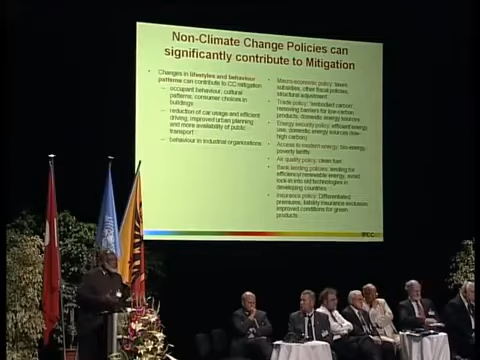 Non-Climate Change Policies can
significantly contribute to Mitigation
• Changes in lifestyles and behaviour
patterns can contribute to CC mitigation
– occupant behaviour, cultural
patterns, consumer choices in
buildings
– reduction of car usage and efficient
driving, improved urban planning
and more availability of public
transport
– behaviour in industrial organizations
• Macro-economic policy: taxes
subsidies, other fiscal policies,
structural adjustment
• Trade policy: "embodied carbon",
removing barriers for low-carbon
products, domestic energy sources
• Energy security policy: efficient energy
use, domestic energy sources (low-
high carbon)
• Access to modern energy: bio-energy,
poverty tariffs
• Air quality policy: clean fuel
• Bank lending policies: lending for
efficiency/renewable energy, avoid
lock-in into old technologies in
developing countries
• Insurance policy: Differentiated
premiums, liability insurance exclusion,
improved conditions for green
products
IPCC